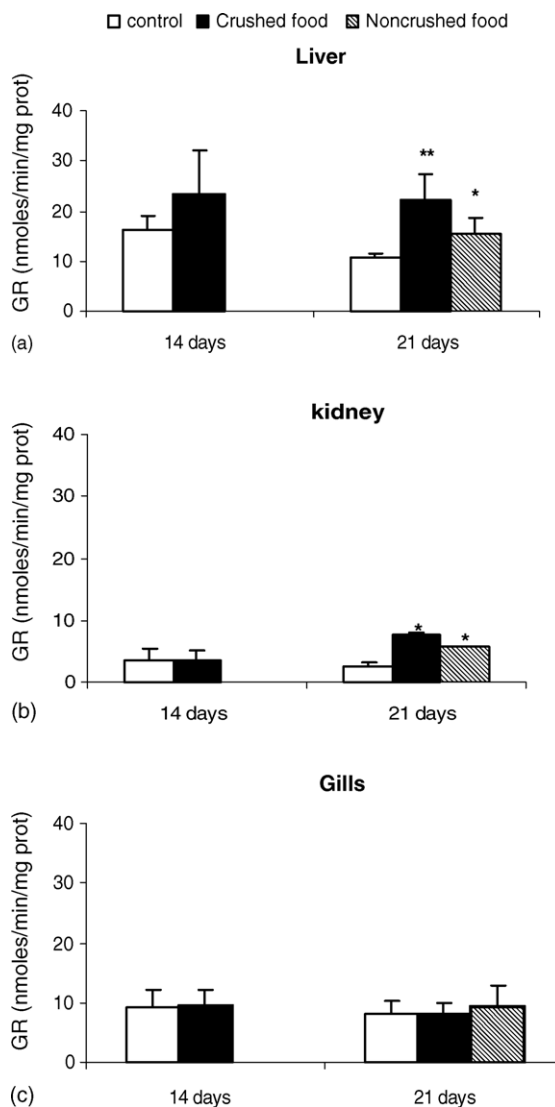 control Crushed food Noncrushed food
Liver
GR (nmoles/min/mg prot)
40
30
20
10
0
** *
14 days 21 days
(a)
kidney
GR (nmoles/min/mg prot)
40
30
20
10
0
* *
14 days 21 days
(b)
Gills
GR (nmoles/min/mg prot)
40
30
20
10
0
14 days 21 days
(c)